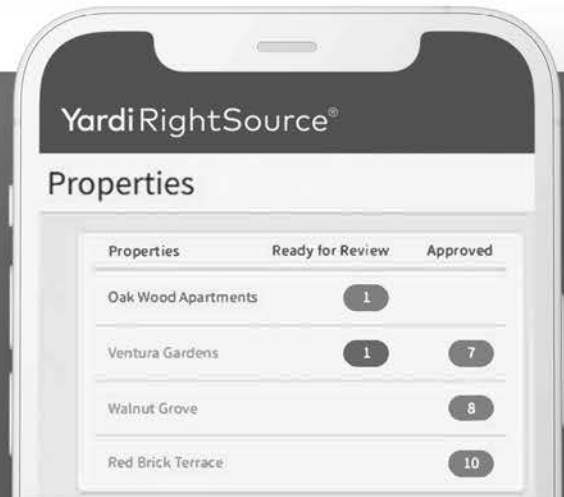 Yardi RightSource®
Properties
Properties Ready for Review Approved
Oak Wood Apartments 1
Ventura Gardens 1 7
Walnut Grove 8
Red Brick Terrace 10